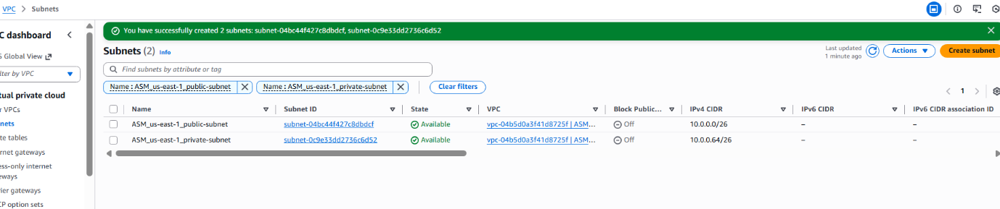 VPC > Subnets
C dashboard
S Global View
lter by VPC
tual private cloud
r VPCs
nets
te tables
rnet gateways
ess-only internet
eways
rier gateways
CP option sets
You have successfully created 2 subnets: subnet-04bc44f427c8dbdcf, subnet-0c9e33dd2736c6d52
Subnets (2) Info
Last updated
1 minute ago
Actions
Create subnet
Find subnets by attribute or tag
Name : ASM_us-east-1_public-subnet
Name : ASM_us-east-1_private-subnet
Clear filters
1
Name Subnet ID State VPC Block Public... IPv4 CIDR IPv6 CIDR IPv6 CIDR association ID
ASM_us-east-1_public-subnet subnet-04bc44f427c8dbdcf Available vpc-04b5d0a3f41d8725f | ASM... Off 10.0.0.0/26 – –
ASM_us-east-1_private-subnet subnet-0c9e33dd2736c6d52 Available vpc-04b5d0a3f41d8725f | ASM... Off 10.0.0.64/26 – –